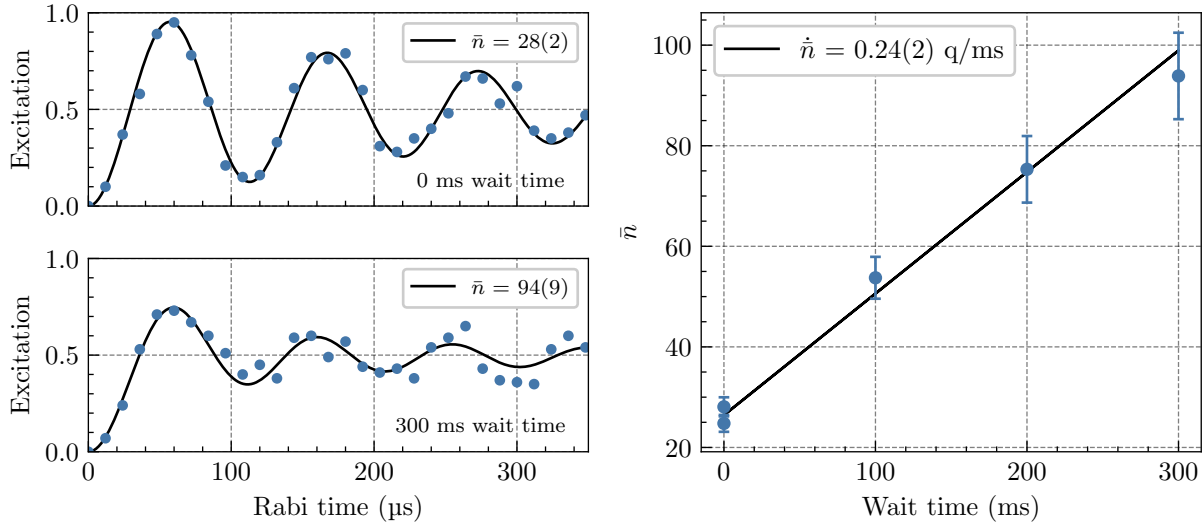 1.0
0.5
0.0
Excitation
n̄ = 28(2)
0 ms wait time
1.0
0.5
0.0
Excitation
n̄ = 94(9)
300 ms wait time
0 100 200 300
Rabi time (µs)
100
80
60
40
20
n̄
ṅ̄ = 0.24(2) q/ms
0 100 200 300
Wait time (ms)